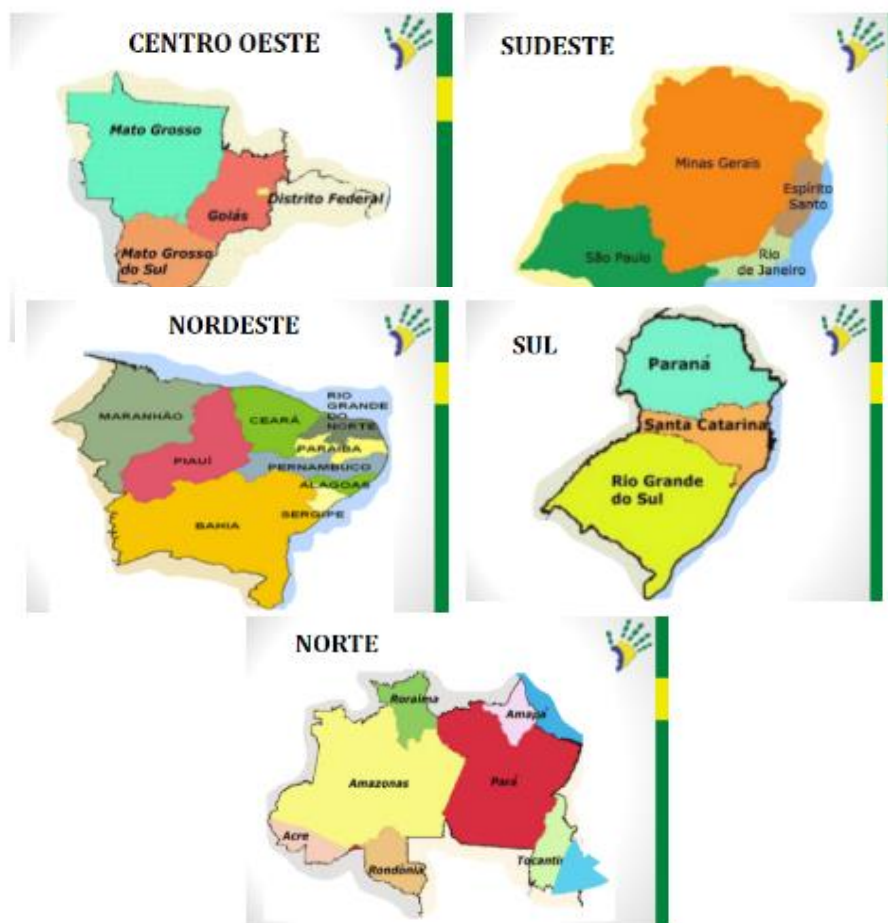 CENTRO OESTE
Mato Grosso
Goiás
Distrito Federal
Mato Grosso
do Sul
SUDESTE
Minas Gerais
Espírito
Santo
São Paulo
Rio
de Janeiro
NORDESTE
MARANHÃO
CEARÁ
RIO
GRANDE
DO
NORTE
PARAIBA
PIAUÍ
PERNAMBUCO
ALAGOAS
SERGIPE
BAHIA
SUL
Paraná
Santa Catarina
Rio Grande
do Sul
NORTE
Roraima
Amapá
Amazonas
Pará
Acre
Rondônia
Tocantin